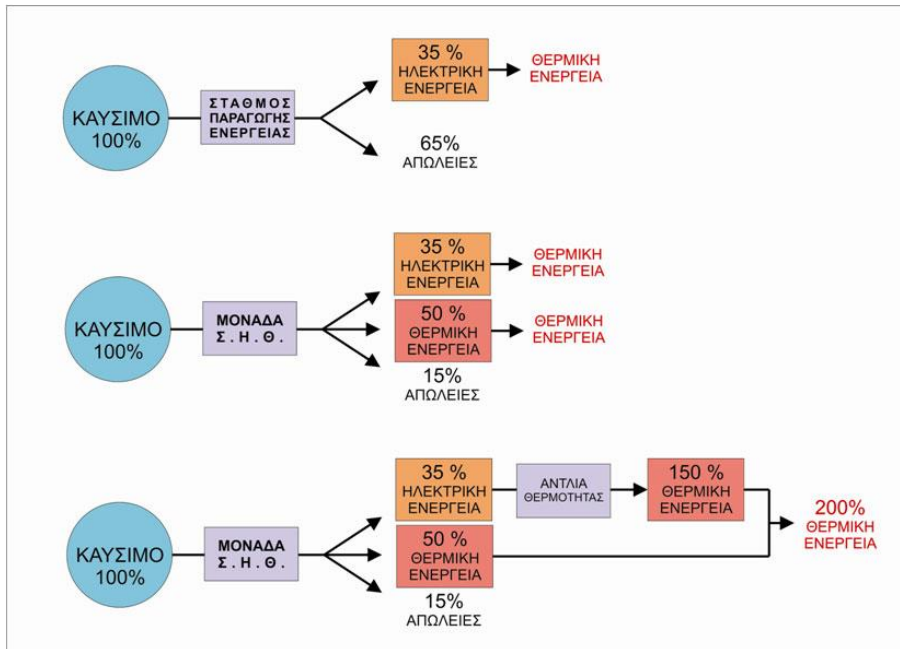 ΚΑΥΣΙΜΟ
100%
ΣΤΑΘΜΟΣ
ΠΑΡΑΓΩΓΗΣ
ΕΝΕΡΓΕΙΑΣ
35 %
ΗΛΕΚΤΡΙΚΗ
ΕΝΕΡΓΕΙΑ
ΘΕΡΜΙΚΗ
ΕΝΕΡΓΕΙΑ
65%
ΑΠΩΛΕΙΕΣ
ΚΑΥΣΙΜΟ
100%
ΜΟΝΑΔΑ
Σ . Η . Θ .
35 %
ΗΛΕΚΤΡΙΚΗ
ΕΝΕΡΓΕΙΑ
ΘΕΡΜΙΚΗ
ΕΝΕΡΓΕΙΑ
50 %
ΘΕΡΜΙΚΗ
ΕΝΕΡΓΕΙΑ
ΘΕΡΜΙΚΗ
ΕΝΕΡΓΕΙΑ
15%
ΑΠΩΛΕΙΕΣ
ΚΑΥΣΙΜΟ
100%
ΜΟΝΑΔΑ
Σ . Η . Θ .
35 %
ΗΛΕΚΤΡΙΚΗ
ΕΝΕΡΓΕΙΑ
ΑΝΤΛΙΑ
ΘΕΡΜΟΤΗΤΑΣ
150 %
ΘΕΡΜΙΚΗ
ΕΝΕΡΓΕΙΑ
50 %
ΘΕΡΜΙΚΗ
ΕΝΕΡΓΕΙΑ
15%
ΑΠΩΛΕΙΕΣ
200%
ΘΕΡΜΙΚΗ
ΕΝΕΡΓΕΙΑ